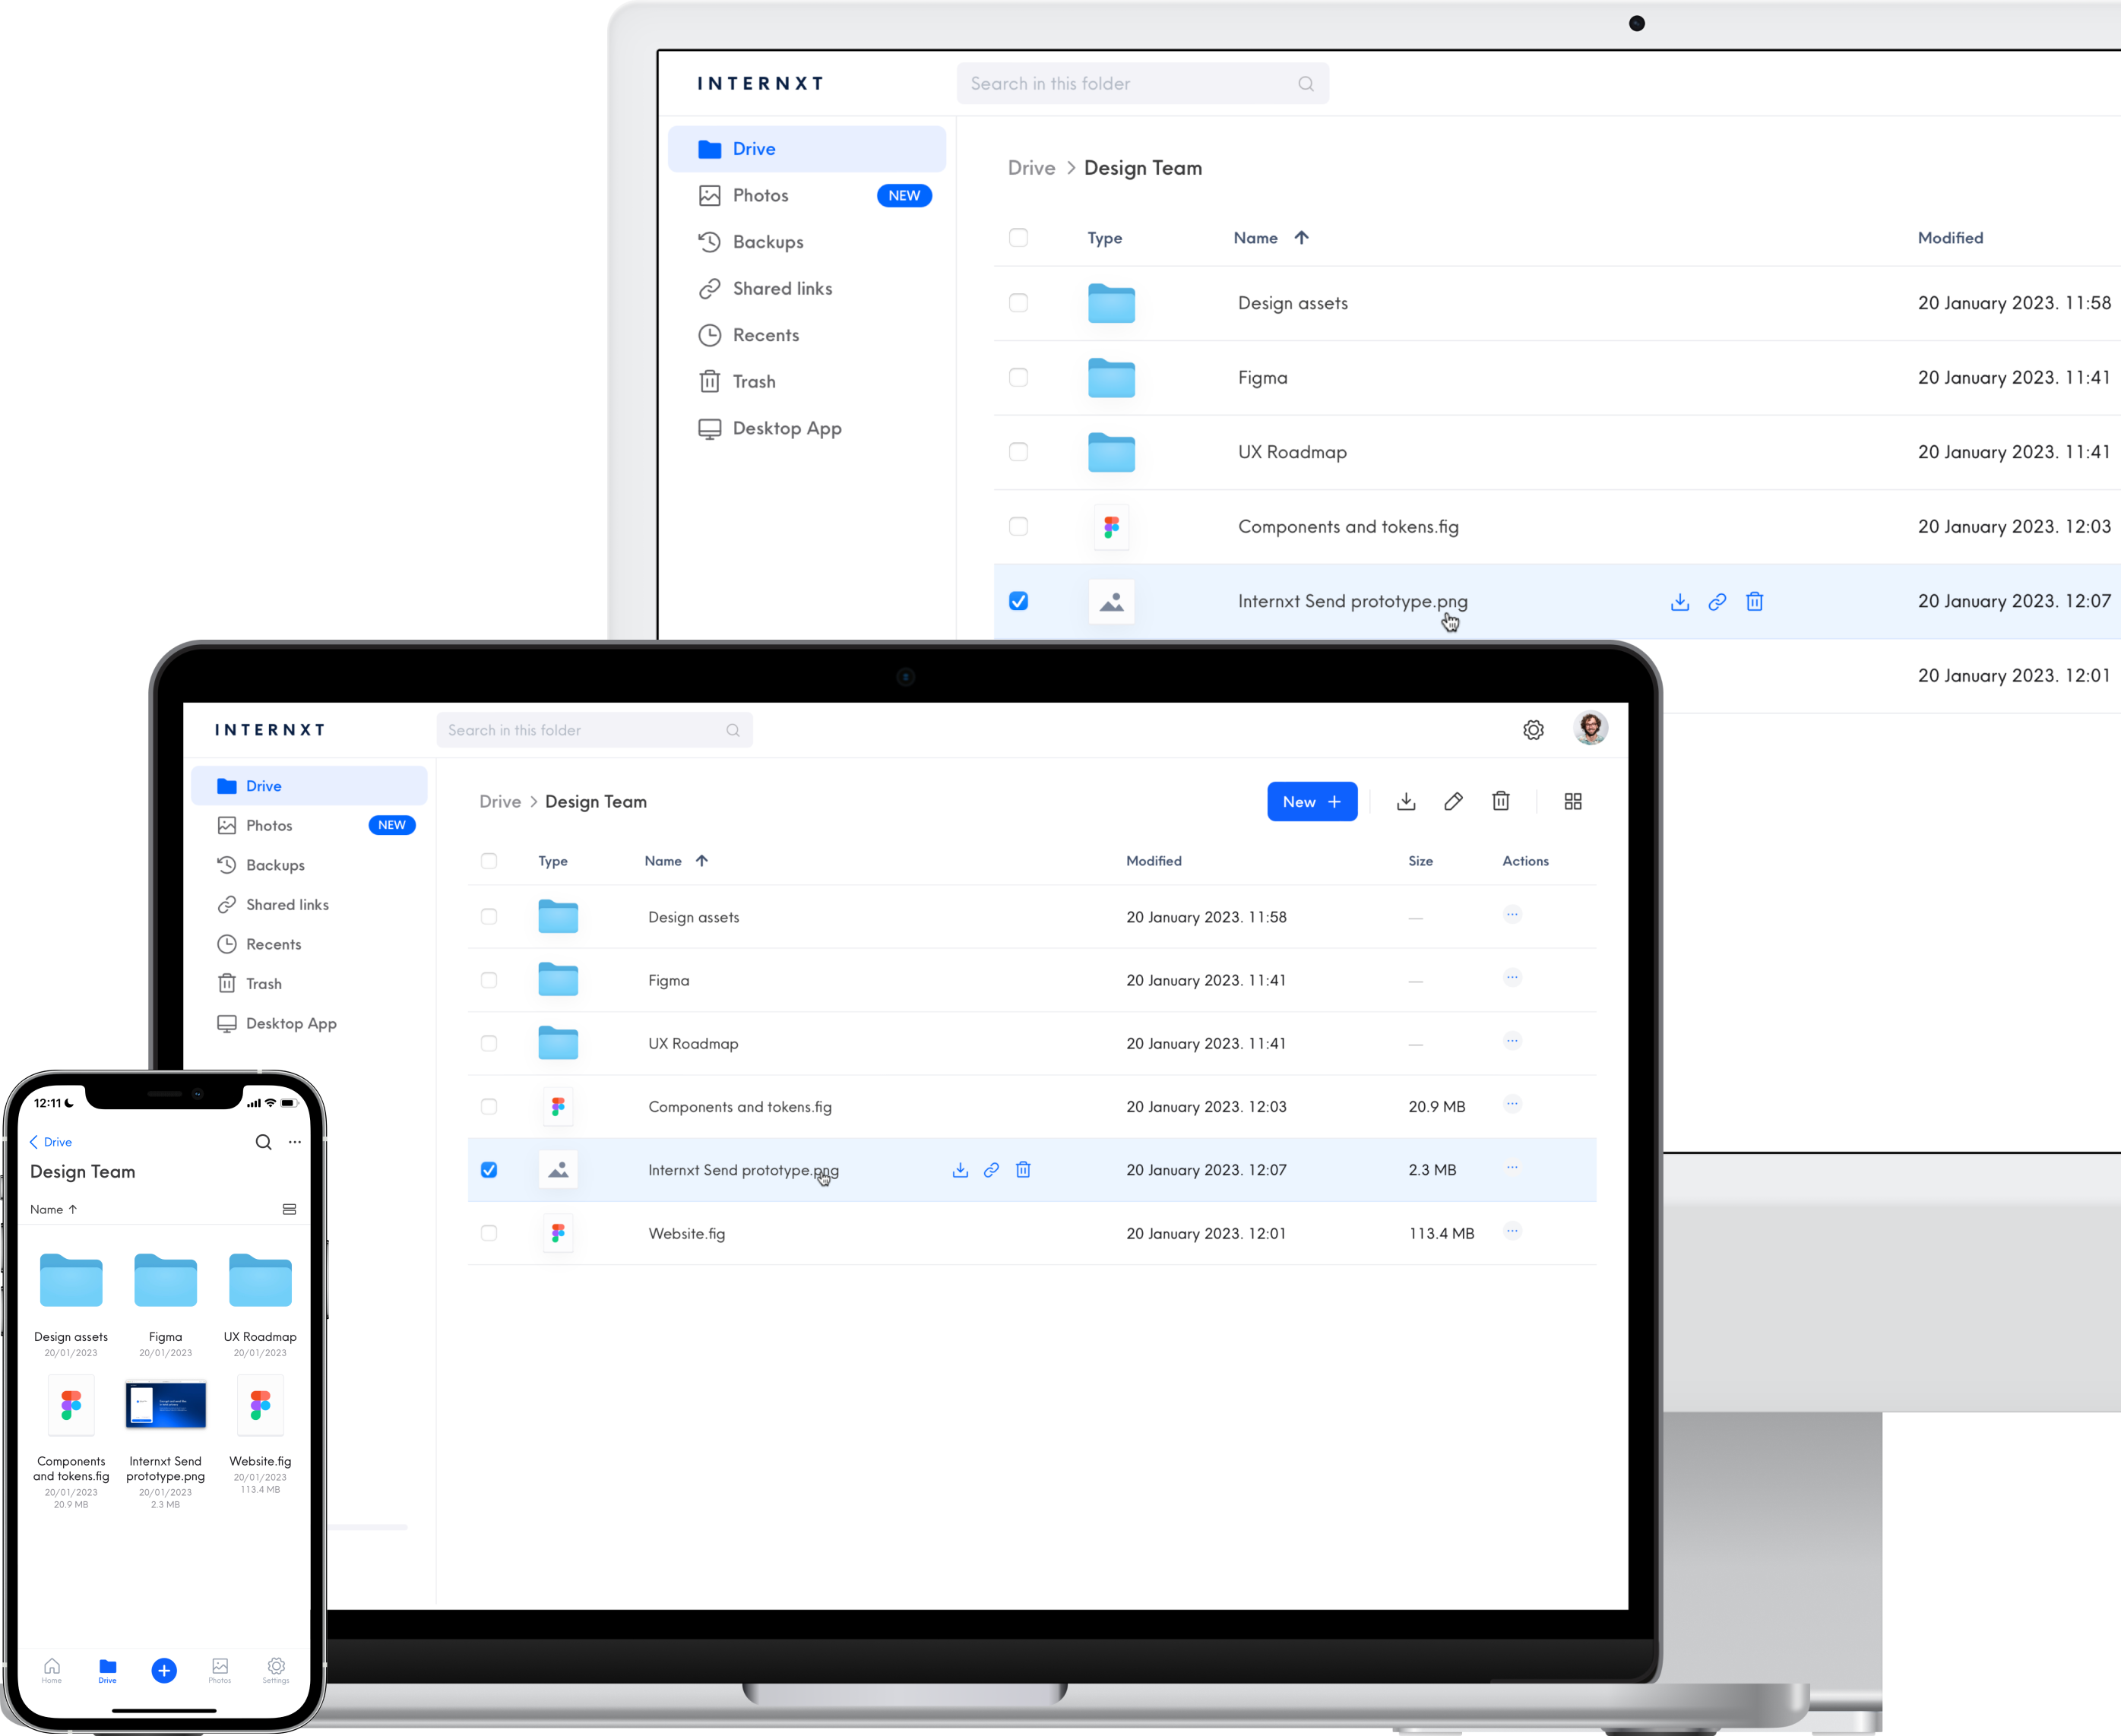 INTERNXT
Search in this folder
Drive
Photos NEW
Backups
Shared links
Recents
Trash
Desktop App
Drive > Design Team
Type Name ↑ Modified
Design assets 20 January 2023. 11:58
Figma 20 January 2023. 11:41
UX Roadmap 20 January 2023. 11:41
Components and tokens.fig 20 January 2023. 12:03
Internxt Send prototype.png 20 January 2023. 12:07
20 January 2023. 12:01
INTERNXT
Search in this folder
Drive
Photos NEW
Backups
Shared links
Recents
Trash
Desktop App
Drive > Design Team
New +
Type Name ↑ Modified Size Actions
Design assets 20 January 2023. 11:58 —
Figma 20 January 2023. 11:41 —
UX Roadmap 20 January 2023. 11:41 —
Components and tokens.fig 20 January 2023. 12:03 20.9 MB
Internxt Send prototype.png 20 January 2023. 12:07 2.3 MB
Website.fig 20 January 2023. 12:01 113.4 MB
12:11
Drive
Design Team
Name ↑
Design assets
20/01/2023
Figma
20/01/2023
UX Roadmap
20/01/2023
Components
and tokens.fig
20/01/2023
20.9 MB
Internxt Send
prototype.png
20/01/2023
2.3 MB
Website.fig
20/01/2023
113.4 MB
Home
Drive
Photos
Settings